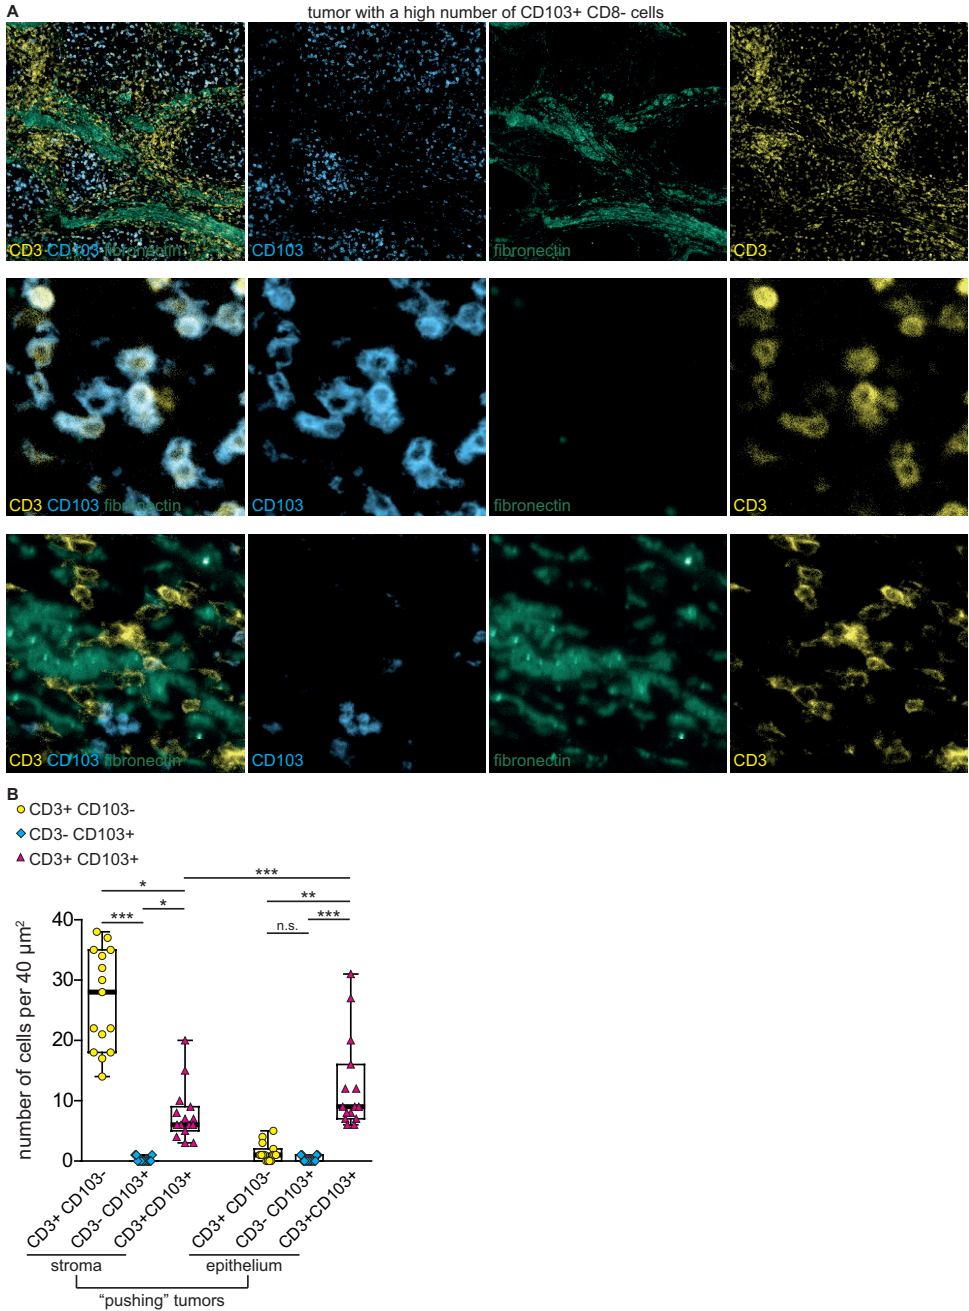 A
tumor with a high number of CD103+ CD8- cells
CD3 CD103 fibronectin
CD103
fibronectin
CD3
CD3 CD103 fibronectin
CD103
fibronectin
CD3
CD3 CD103 fibronectin
CD103
fibronectin
CD3
B
CD3+ CD103-
CD3- CD103+
CD3+ CD103+
***
* **
* ***
*** n.s.
40
30
20
10
0
number of cells per 40 µm²
CD3+ CD103-
CD3- CD103+
CD3+CD103+
CD3+ CD103-
CD3- CD103+
CD3+CD103+
stroma
epithelium
“pushing” tumors